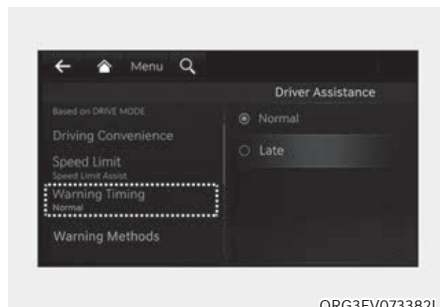 Menu
Driver Assistance
Based on DRIVE MODE
Driving Convenience
Speed Limit
Speed Limit Assist
Warning Timing
Normal
Warning Methods
Normal
Late